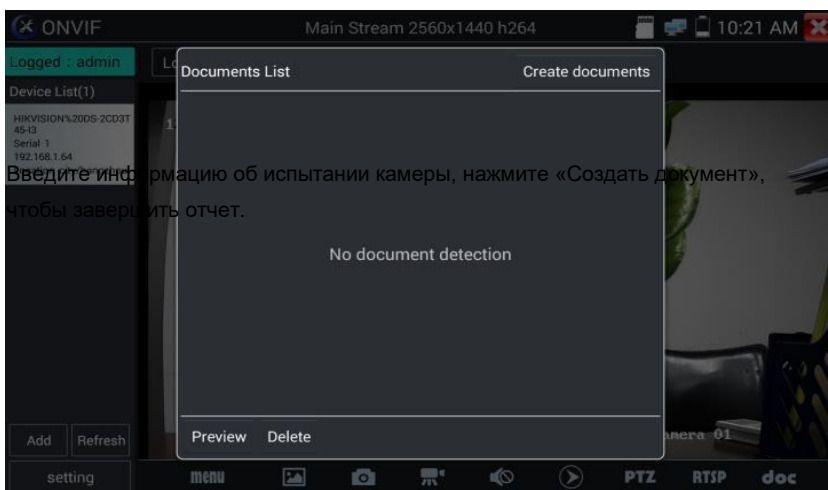 ONVIF
Main Stream 2560x1440 h264
10:21 AM
Logged : admin
Device List(1)
HIKVISION%20DS-2CD3T
45-I3
Serial 1
192.168.1.64
Documents List
Create documents
Введите информацию об испытании камеры, нажмите «Создать документ»,
чтобы завершить отчет.
No document detection
Preview
Delete
Add
Refresh
setting
menu
PTZ
RTSP
doc